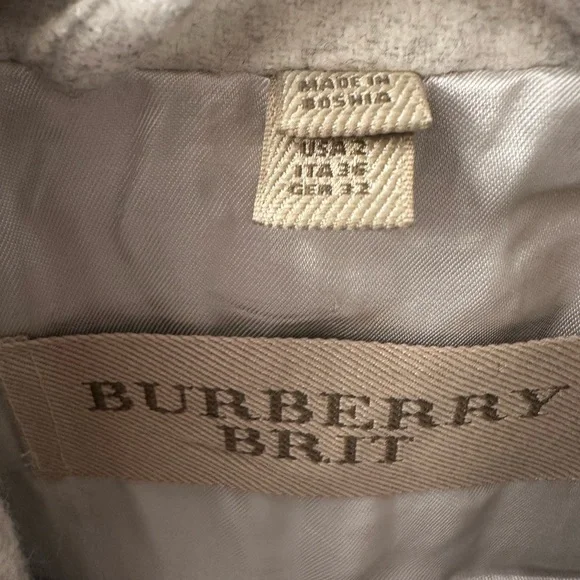 MADE IN
BOSNIA
USA 2
ITA 36
GER 32
BURBERRY
BRIT